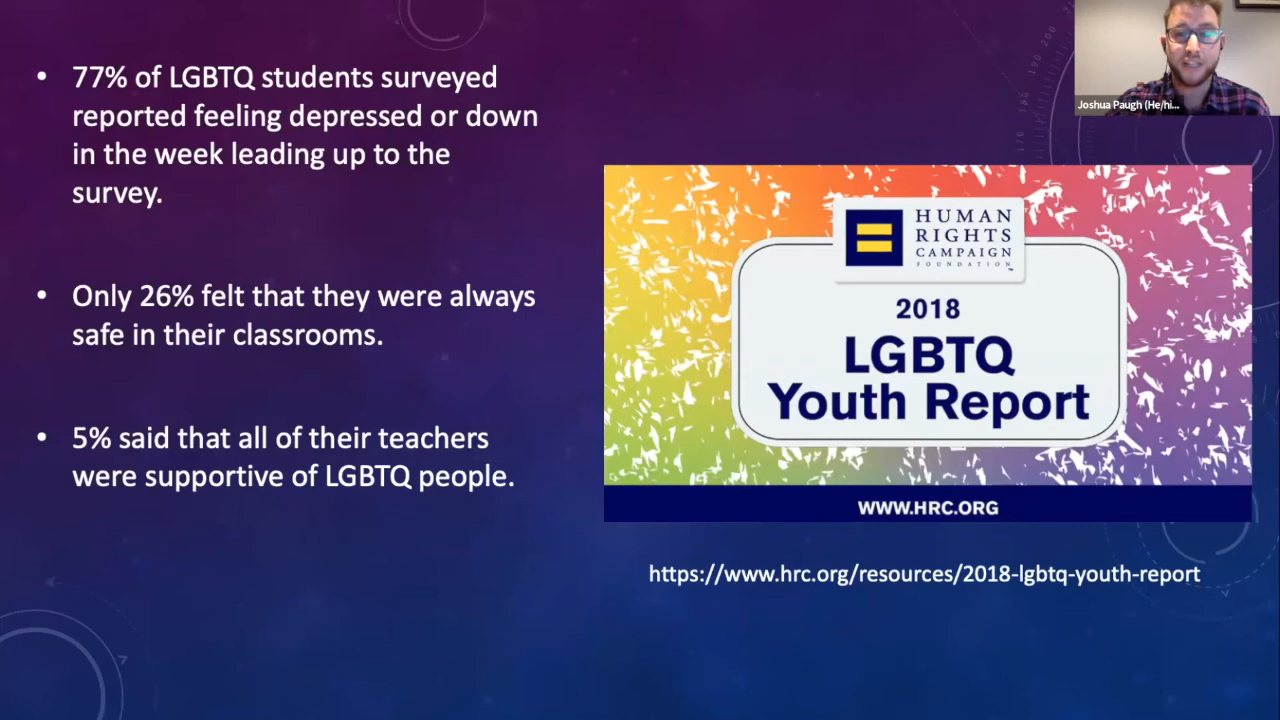 • 77% of LGBTQ students surveyed
reported feeling depressed or down
in the week leading up to the
survey.
• Only 26% felt that they were always
safe in their classrooms.
• 5% said that all of their teachers
were supportive of LGBTQ people.
Joshua Paugh (He/hi...
HUMAN
RIGHTS
CAMPAIGN
FOUNDATION
™
2018
LGBTQ
Youth Report
WWW.HRC.ORG
https://www.hrc.org/resources/2018-lgbtq-youth-report